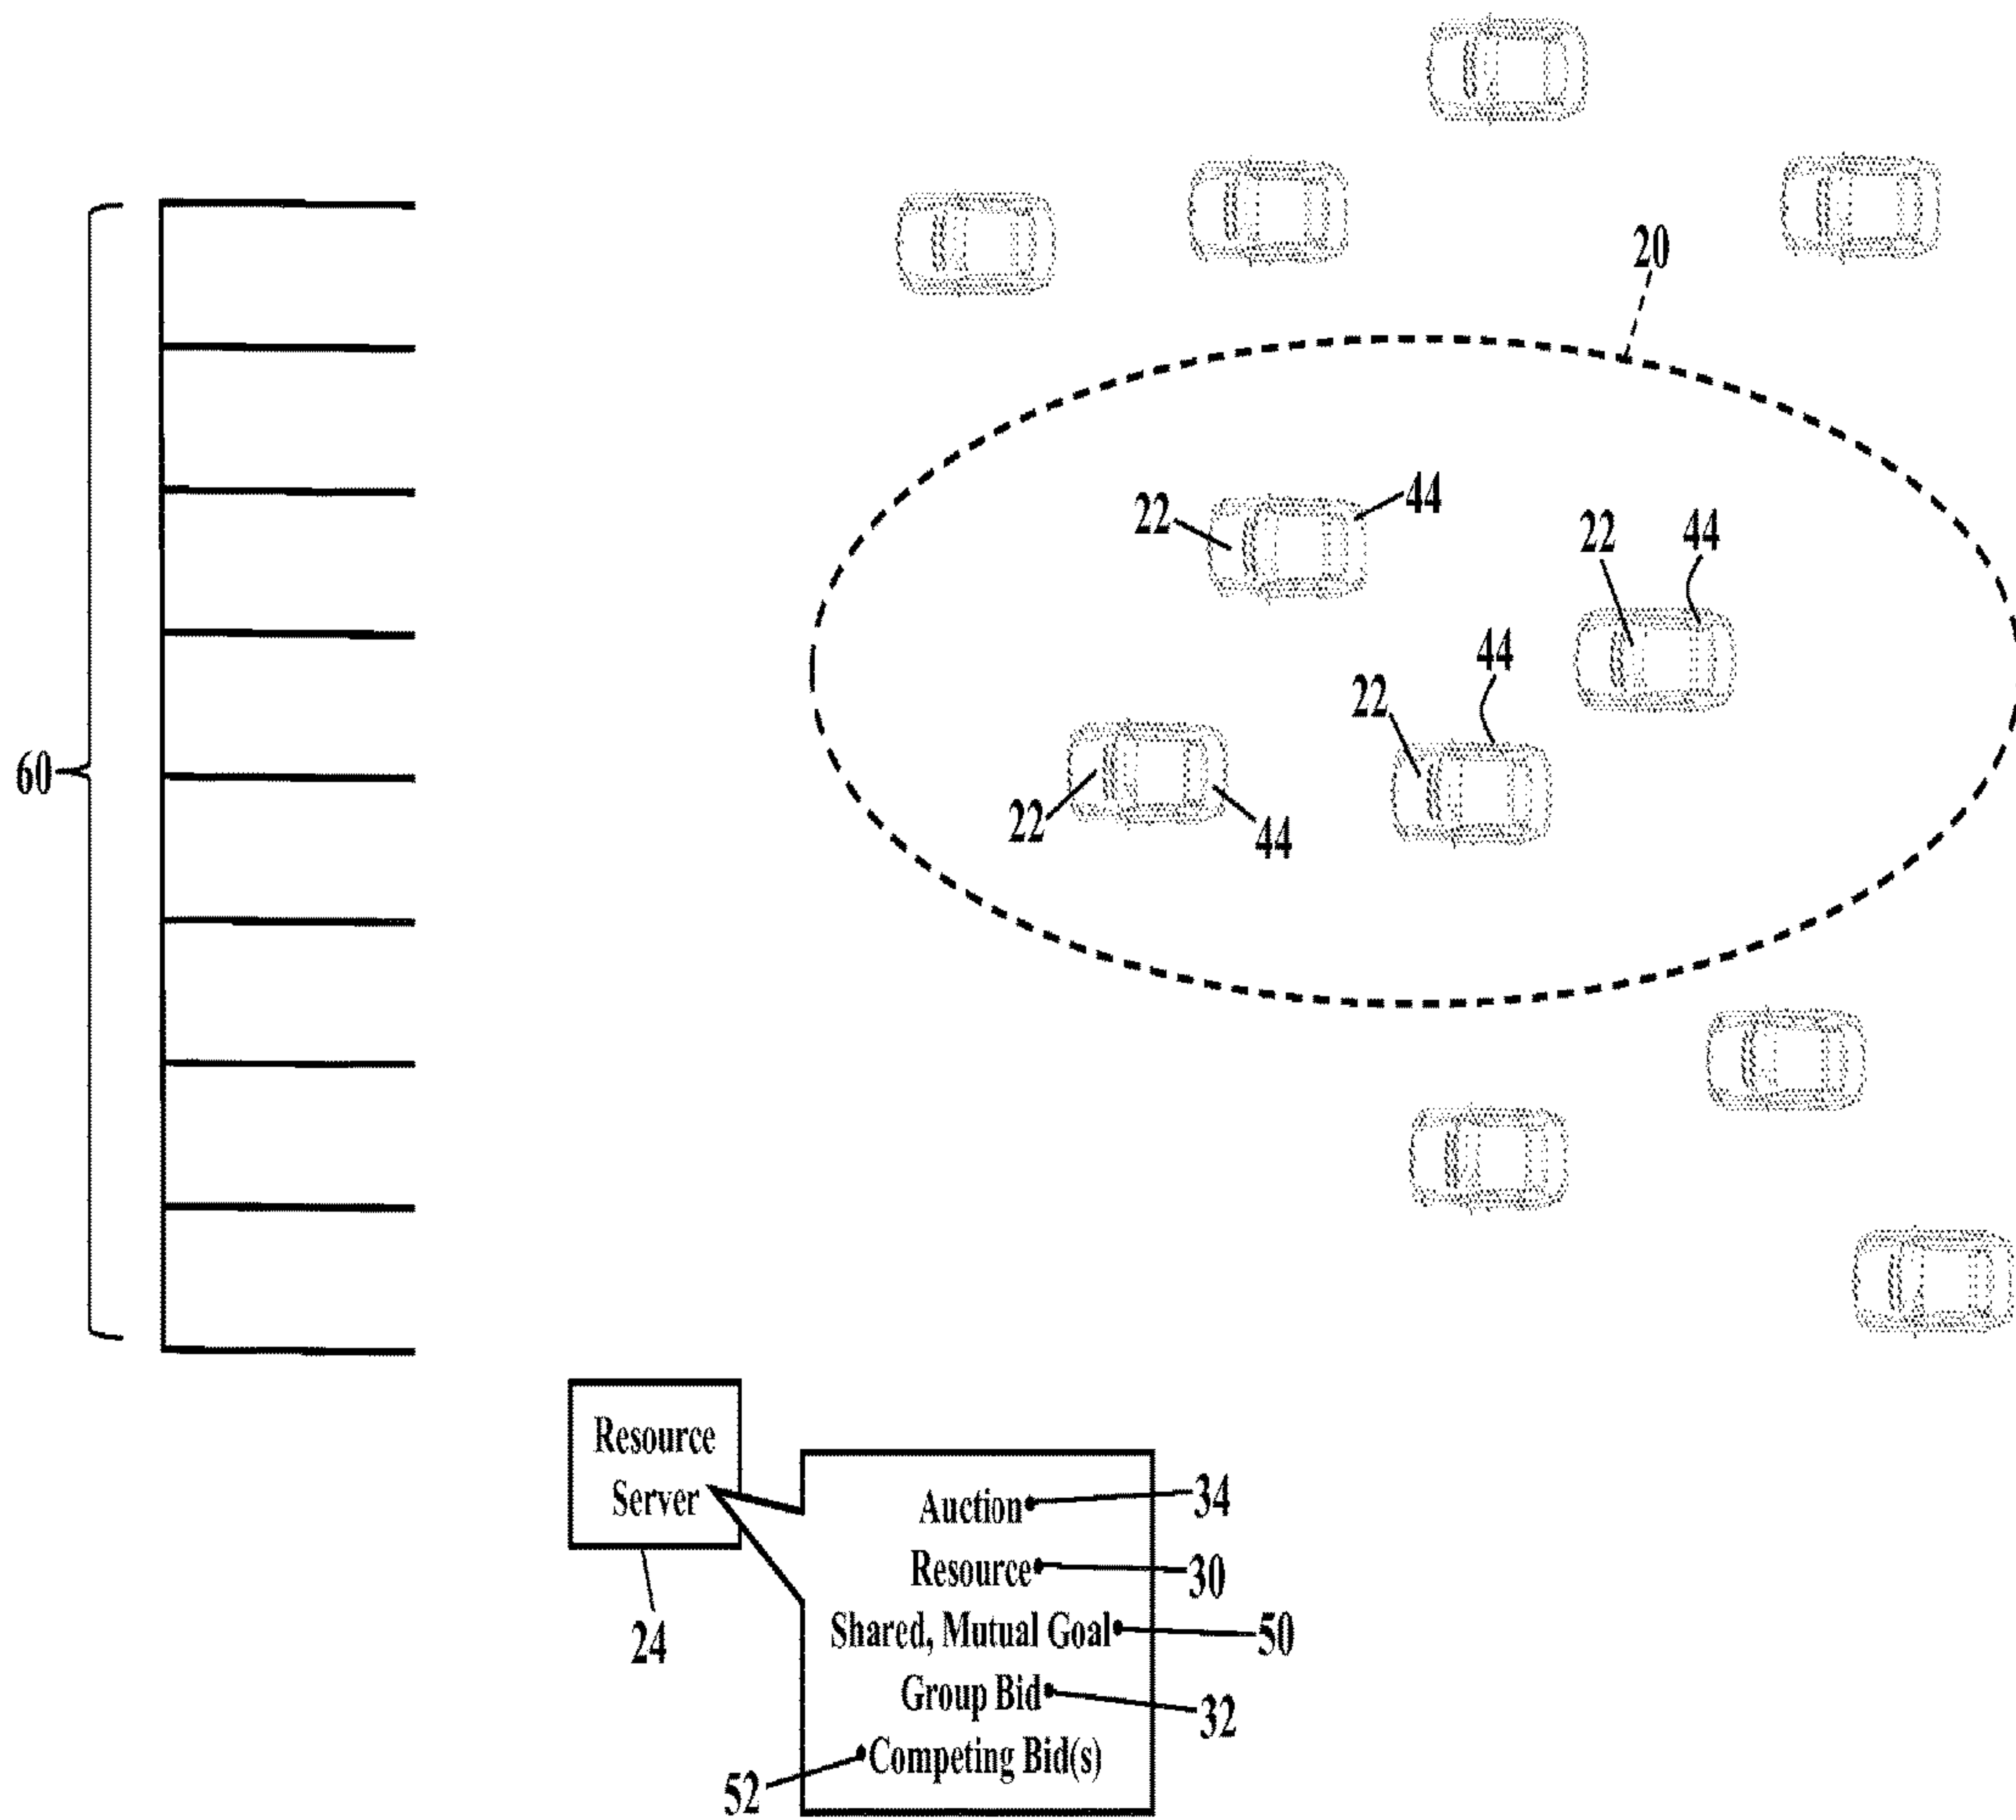 20
22
44
22
44
44
22
60
22
44
Resource
Server
24
Auction
34
Resource
30
Shared, Mutual Goal
50
Group Bid
32
Competing Bid(s)
52